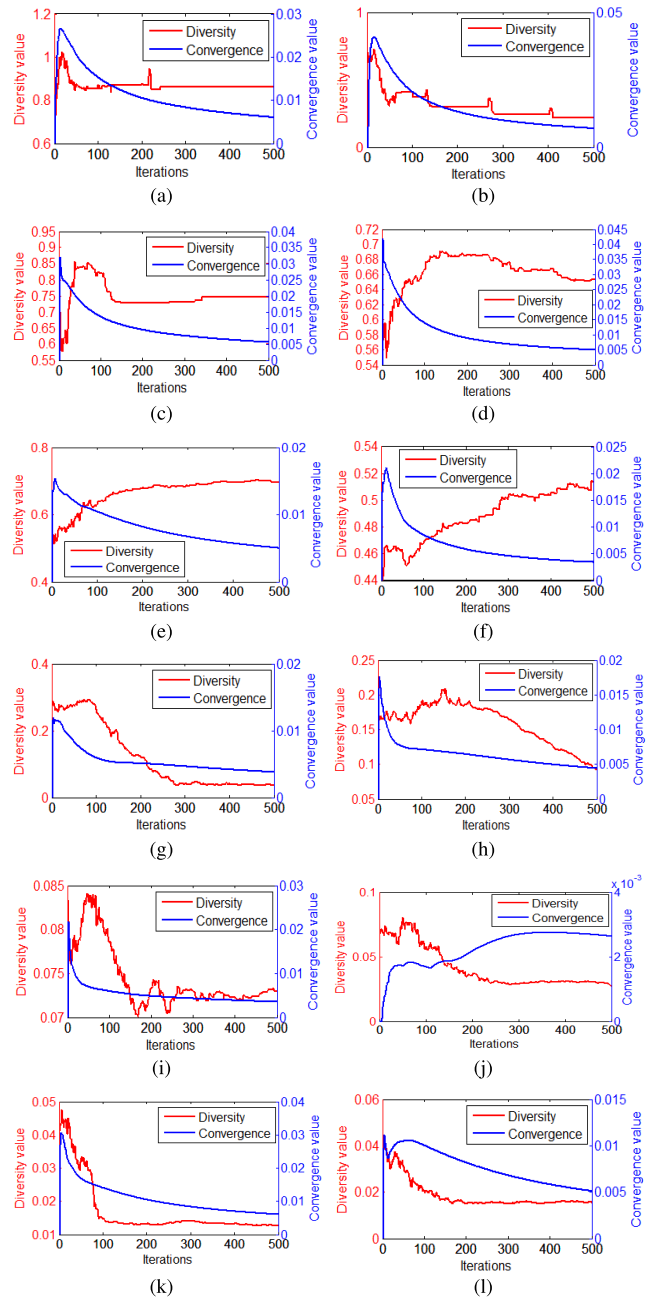 Diversity value
1.2
1
0.8
0.6
Diversity
Convergence
0.03
0.02
0.01
0
Convergence value
0 100 200 300 400 500
Iterations
(a)
Diversity value
1
0
Diversity
Convergence
0.05
0
Convergence value
0 100 200 300 400 500
Iterations
(b)
Diversity value
0.95
0.9
0.85
0.8
0.75
0.7
0.65
0.6
0.55
Diversity
Convergence
0.04
0.035
0.03
0.025
0.02
0.015
0.01
0.005
0
Convergence value
0 100 200 300 400 500
Iterations
(c)
Diversity value
0.72
0.7
0.68
0.66
0.64
0.62
0.6
0.58
0.56
0.54
Diversity
Convergence
0.045
0.04
0.035
0.03
0.025
0.02
0.015
0.01
0.005
0
Convergence value
0 100 200 300 400 500
Iterations
(d)
Diversity value
0.8
0.6
0.4
Diversity
Convergence
0.02
0.01
0
Convergence value
0 100 200 300 400 500
Iterations
(e)
Diversity value
0.54
0.52
0.5
0.48
0.46
0.44
Diversity
Convergence
0.025
0.02
0.015
0.01
0.005
0
Convergence value
0 100 200 300 400 500
Iterations
(f)
Diversity value
0.4
0.2
0
Diversity
Convergence
0.02
0.01
0
Convergence value
0 100 200 300 400 500
Iterations
(g)
Diversity value
0.25
0.2
0.15
0.1
0.05
Diversity
Convergence
0.02
0.015
0.01
0.005
0
Convergence value
0 100 200 300 400 500
Iterations
(h)
Diversity value
0.085
0.08
0.075
0.07
Diversity
Convergence
0.03
0.02
0.01
0
Convergence value
0 100 200 300 400 500
Iterations
(i)
Diversity value
0.1
0.05
0
Diversity
Convergence
x 10-3
4
2
0
Convergence value
0 100 200 300 400 500
Iterations
(j)
Diversity value
0.05
0.04
0.03
0.02
0.01
Diversity
Convergence
0.04
0.03
0.02
0.01
0
Convergence value
0 100 200 300 400 500
Iterations
(k)
Diversity value
0.06
0.04
0.02
0
Diversity
Convergence
0.015
0.01
0.005
0
Convergence value
0 100 200 300 400 500
Iterations
(l)